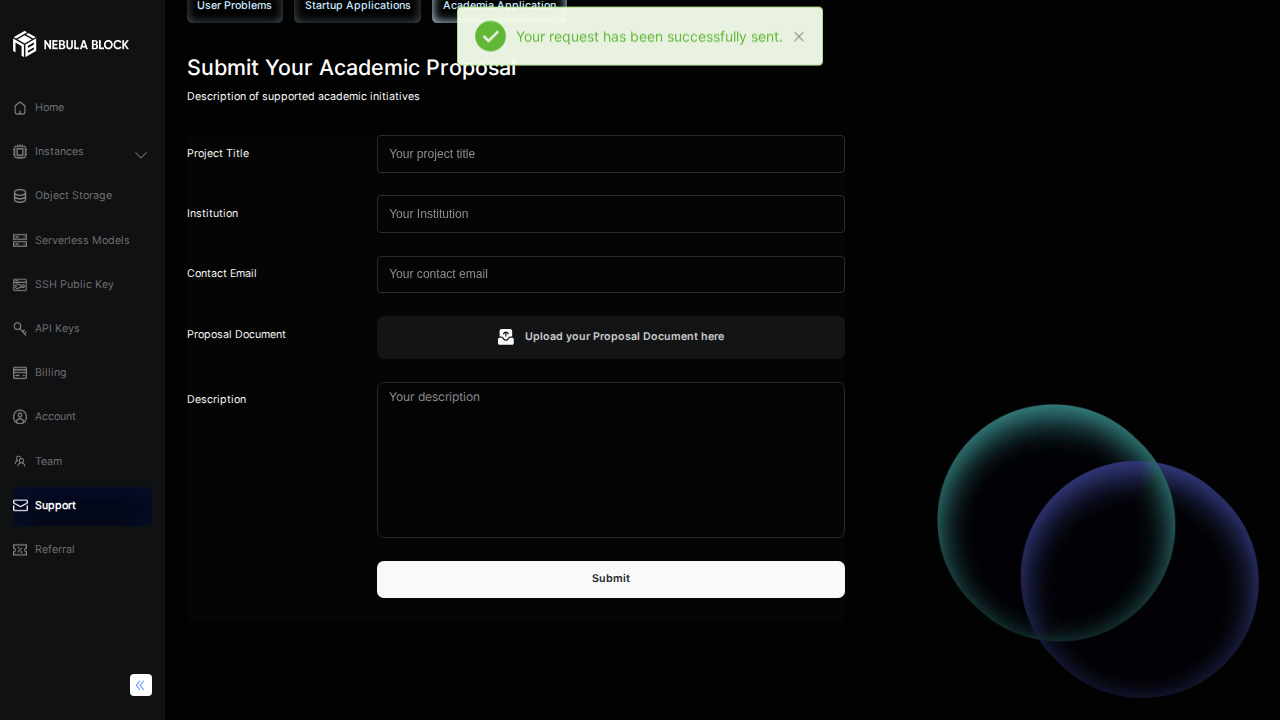 User Problems
Startup Applications
Academia Application
Your request has been successfully sent.
NEBULA BLOCK
Home
Instances
Object Storage
Serverless Models
SSH Public Key
API Keys
Billing
Account
Team
Support
Referral
Submit Your Academic Proposal
Description of supported academic initiatives
Project Title
Your project title
Institution
Your Institution
Contact Email
Your contact email
Proposal Document
Upload your Proposal Document here
Description
Your description
Submit